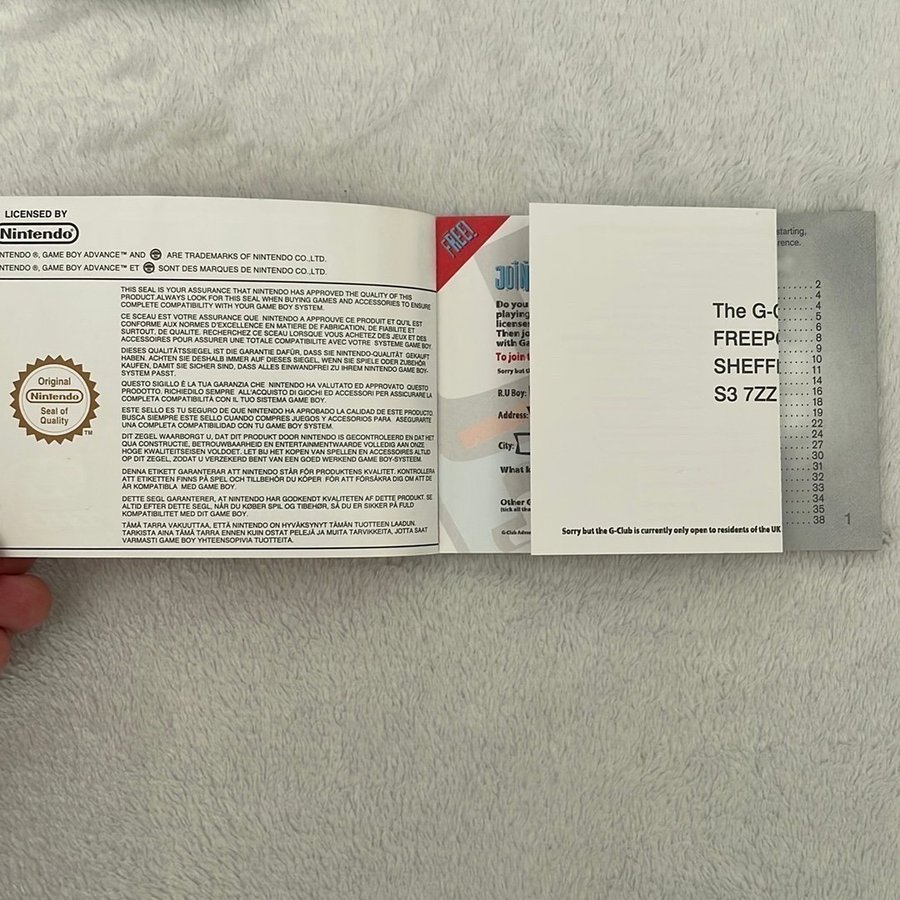 LICENSED BY
Nintendo®
NTENDO ®, GAME BOY ADVANCE™ AND ARE TRADEMARKS OF NINTENDO CO.,LTD.
NTENDO ®, GAME BOY ADVANCE™ ET SONT DES MARQUES DE NINTENDO CO.,LTD.
Original
Nintendo®
Seal of
Quality
TM
THIS SEAL IS YOUR ASSURANCE THAT NINTENDO HAS APPROVED THE QUALITY OF THIS
PRODUCT.ALWAYS LOOK FOR THIS SEAL WHEN BUYING GAMES AND ACCESSORIES TO ENSURE
COMPLETE COMPATIBILITY WITH YOUR GAME BOY SYSTEM.
CE SCEAU EST VOTRE ASSURANCE QUE NINTENDO A APPROUVE CE PRODUIT ET QU'IL EST
CONFORME AUX NORMES D'EXCELLENCE EN MATIERE DE FABRICATION, DE FIABILITE ET
SURTOUT, DE QUALITE. RECHERCHEZ CE SCEAU LORSQUE VOUS ACHETEZ DES JEUX ET DES
ACCESSOIRES POUR ASSURER UNE TOTALE COMPATIBILITE AVEC VOTRE SYSTEME GAME BOY.
DIESES QUALITÄTSSIEGEL IST DIE GARANTIE DAFÜR, DASS SIE NINTENDO-QUALITÄT GEKAUFT
HABEN. ACHTEN SIE DESHALB IMMER AUF DIESES SIEGEL, WENN SIE SPIELE ODER ZUBEHÖR
KAUFEN, DAMIT SIE SICHER SIND, DASS ALLES EINWANDFREI ZU IHREM NINTENDO GAME BOY-
SYSTEM PASST.
QUESTO SIGILLO È LA TUA GARANZIA CHE NINTENDO HA VALUTATO ED APPROVATO QUESTO
PRODOTTO. RICHIEDILO SEMPRE ALL'ACQUISTO DI GIOCHI ED ACCESSORI PER ASSICURARE LA
COMPLETA COMPATIBILITÀ CON IL TUO SISTEMA GAME BOY.
ESTE SELLO ES TU SEGURO DE QUE NINTENDO HA APROBADO LA CALIDAD DE ESTE PRODUCTO.
BUSCA SIEMPRE ESTE SELLO CUANDO COMPRES JUEGOS Y ACCESORIOS PARA ASEGURARTE
UNA COMPLETA COMPATIBILIDAD CON TU GAME BOY SYSTEM.
DIT ZEGEL WAARBORGT U, DAT DIT PRODUKT DOOR NINTENDO IS GECONTROLEERD EN DAT HET
QUA CONSTRUCTIE, BETROUWBAARHEID EN ENTERTAINMENTWAARDE VOLLEDIG AAN ONZE
HOGE KWALITEITSEISEN VOLDOET. LET BIJ HET KOPEN VAN SPELLEN EN ACCESSOIRES ALTIJD
OP DIT ZEGEL, ZODAT U VERZEKERD BENT VAN EEN GOED WERKEND GAME BOY-SYSTEEM.
DENNA ETIKETT GARANTERAR ATT NINTENDO STÅR FÖR PRODUKTENS KVALITET. KONTROLLERA
ATT ETIKETTEN FINNS PÅ SPEL OCH TILLBEHÖR DU KÖPER FÖR ATT FÖRSÄKRA DIG OM ATT DE
ÄR KOMPATIBLA MED GAME BOY.
DETTE SEGL GARANTERER, AT NINTENDO HAR GODKENDT KVALITETEN AF DETTE PRODUKT. SE
ALTID EFTER DETTE SEGL, NÅR DU KØBER SPIL OG TIBEHØR, SÅ DU ER SIKKER PÅ FULD
KOMPATIBILITET MED DIT GAME BOY.
TÄMÄ TARRA VAKUUTTAA, ETTÄ NINTENDO ON HYVÄKSYNYT TÄMÄN TUOTTEEN LAADUN.
TARKISTA AINA TÄMÄ TARRA ENNEN KUIN OSTAT PELEJÄ JA MUITA TARVIKKEITA, JOTTA SAAT
VARMASTI GAME BOY YHTEENSOPIVIA TUOTTEITA.
FREE!
JOIN
Do you
playing
license
Then jo
with Ga
To join t
Sorry but th
R.U Boy:
Address:
City:
What k
Other G
(tick all tha
G-Club Adva
The G-C
FREEPO
SHEFFI
S3 7ZZ
Sorry but the G-Club is currently only open to residents of the UK
starting,
rence.
2
4
4
5
6
8
9
10
11
14
16
18
19
22
24
27
30
31
32
33
34
35
38
1